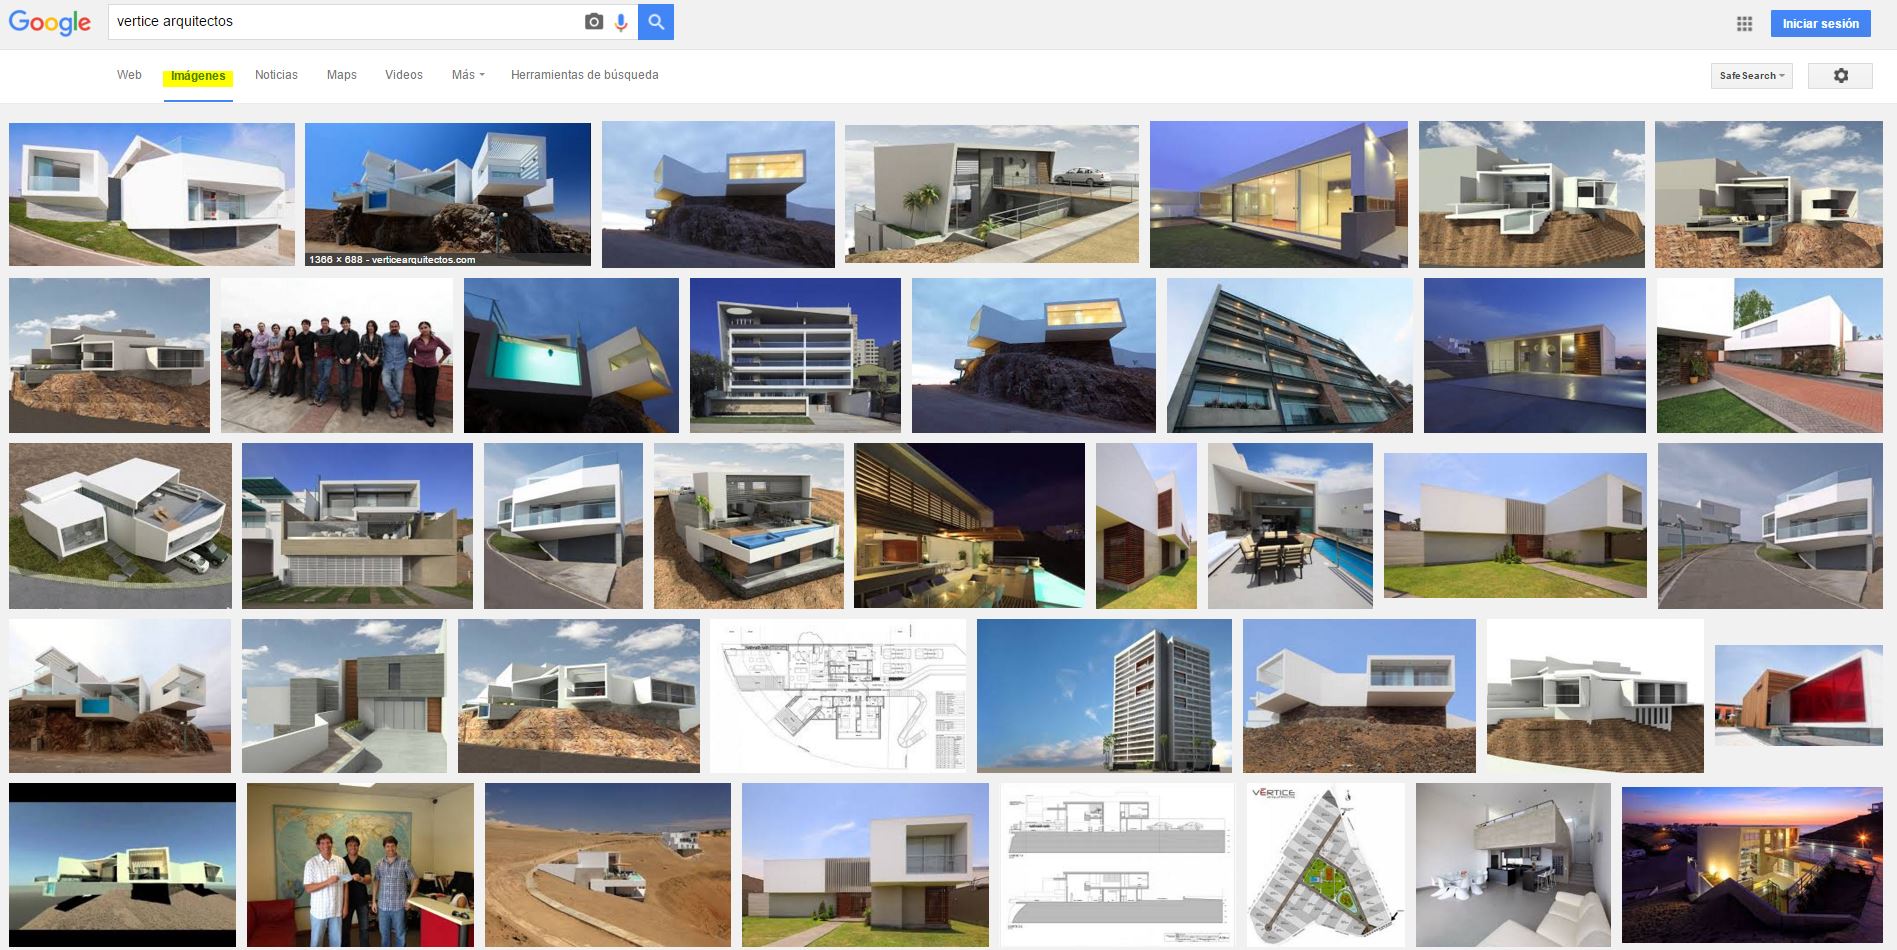 Google
vertice arquitectos
Iniciar sesión
Web Imágenes Noticias Maps Videos Más Herramientas de búsqueda
SafeSearch
1366 × 688 - verticearquitectos.com
VERTICE